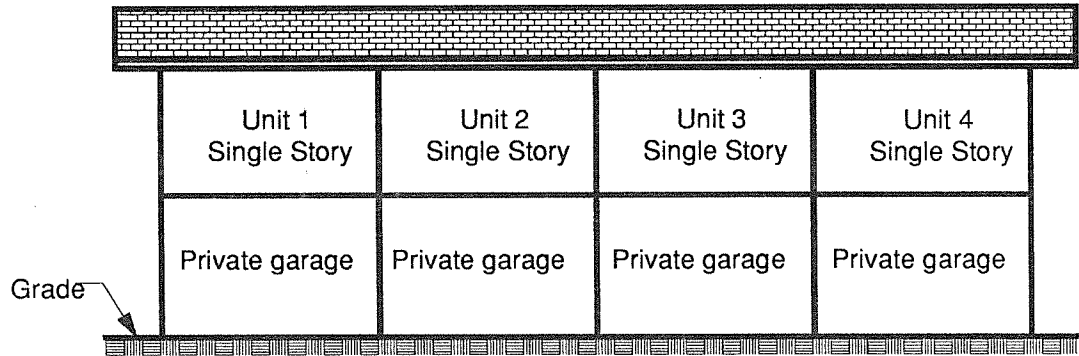 Unit 1
Single Story
Unit 2
Single Story
Unit 3
Single Story
Unit 4
Single Story
Private garage
Private garage
Private garage
Private garage
Grade